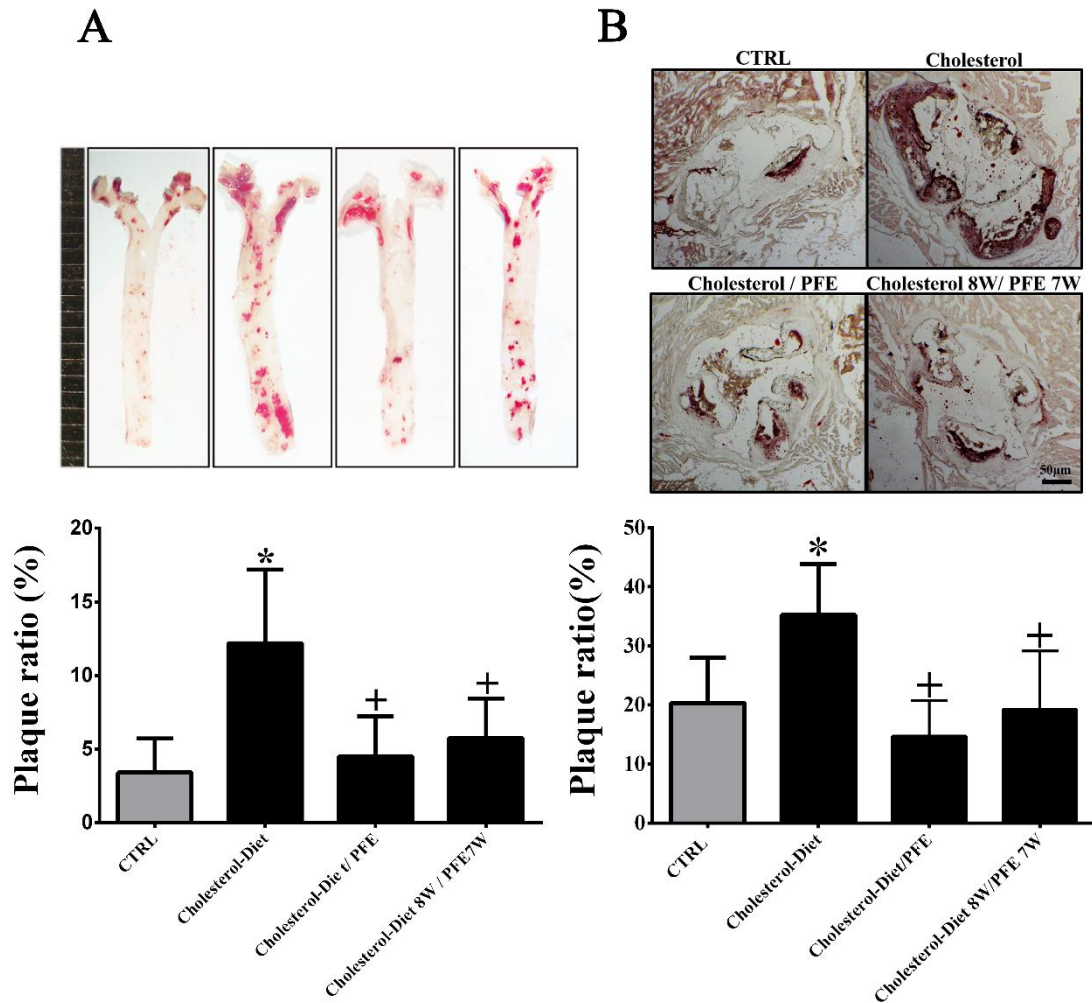 A
B
CTRL
Cholesterol
Cholesterol / PFE
Cholesterol 8W/ PFE 7W
50µm
Plaque ratio (%)
20
15
10
5
0
*
+
+
CTRL
Cholesterol-Diet
Cholesterol-Die t/ PFE
Cholesterol-Diet 8W / PFE7W
Plaque ratio(%)
50
40
30
20
10
0
*
+
+
CTRL
Cholesterol-Diet
Cholesterol-Diet/PFE
Cholesterol-Diet 8W/PFE 7W